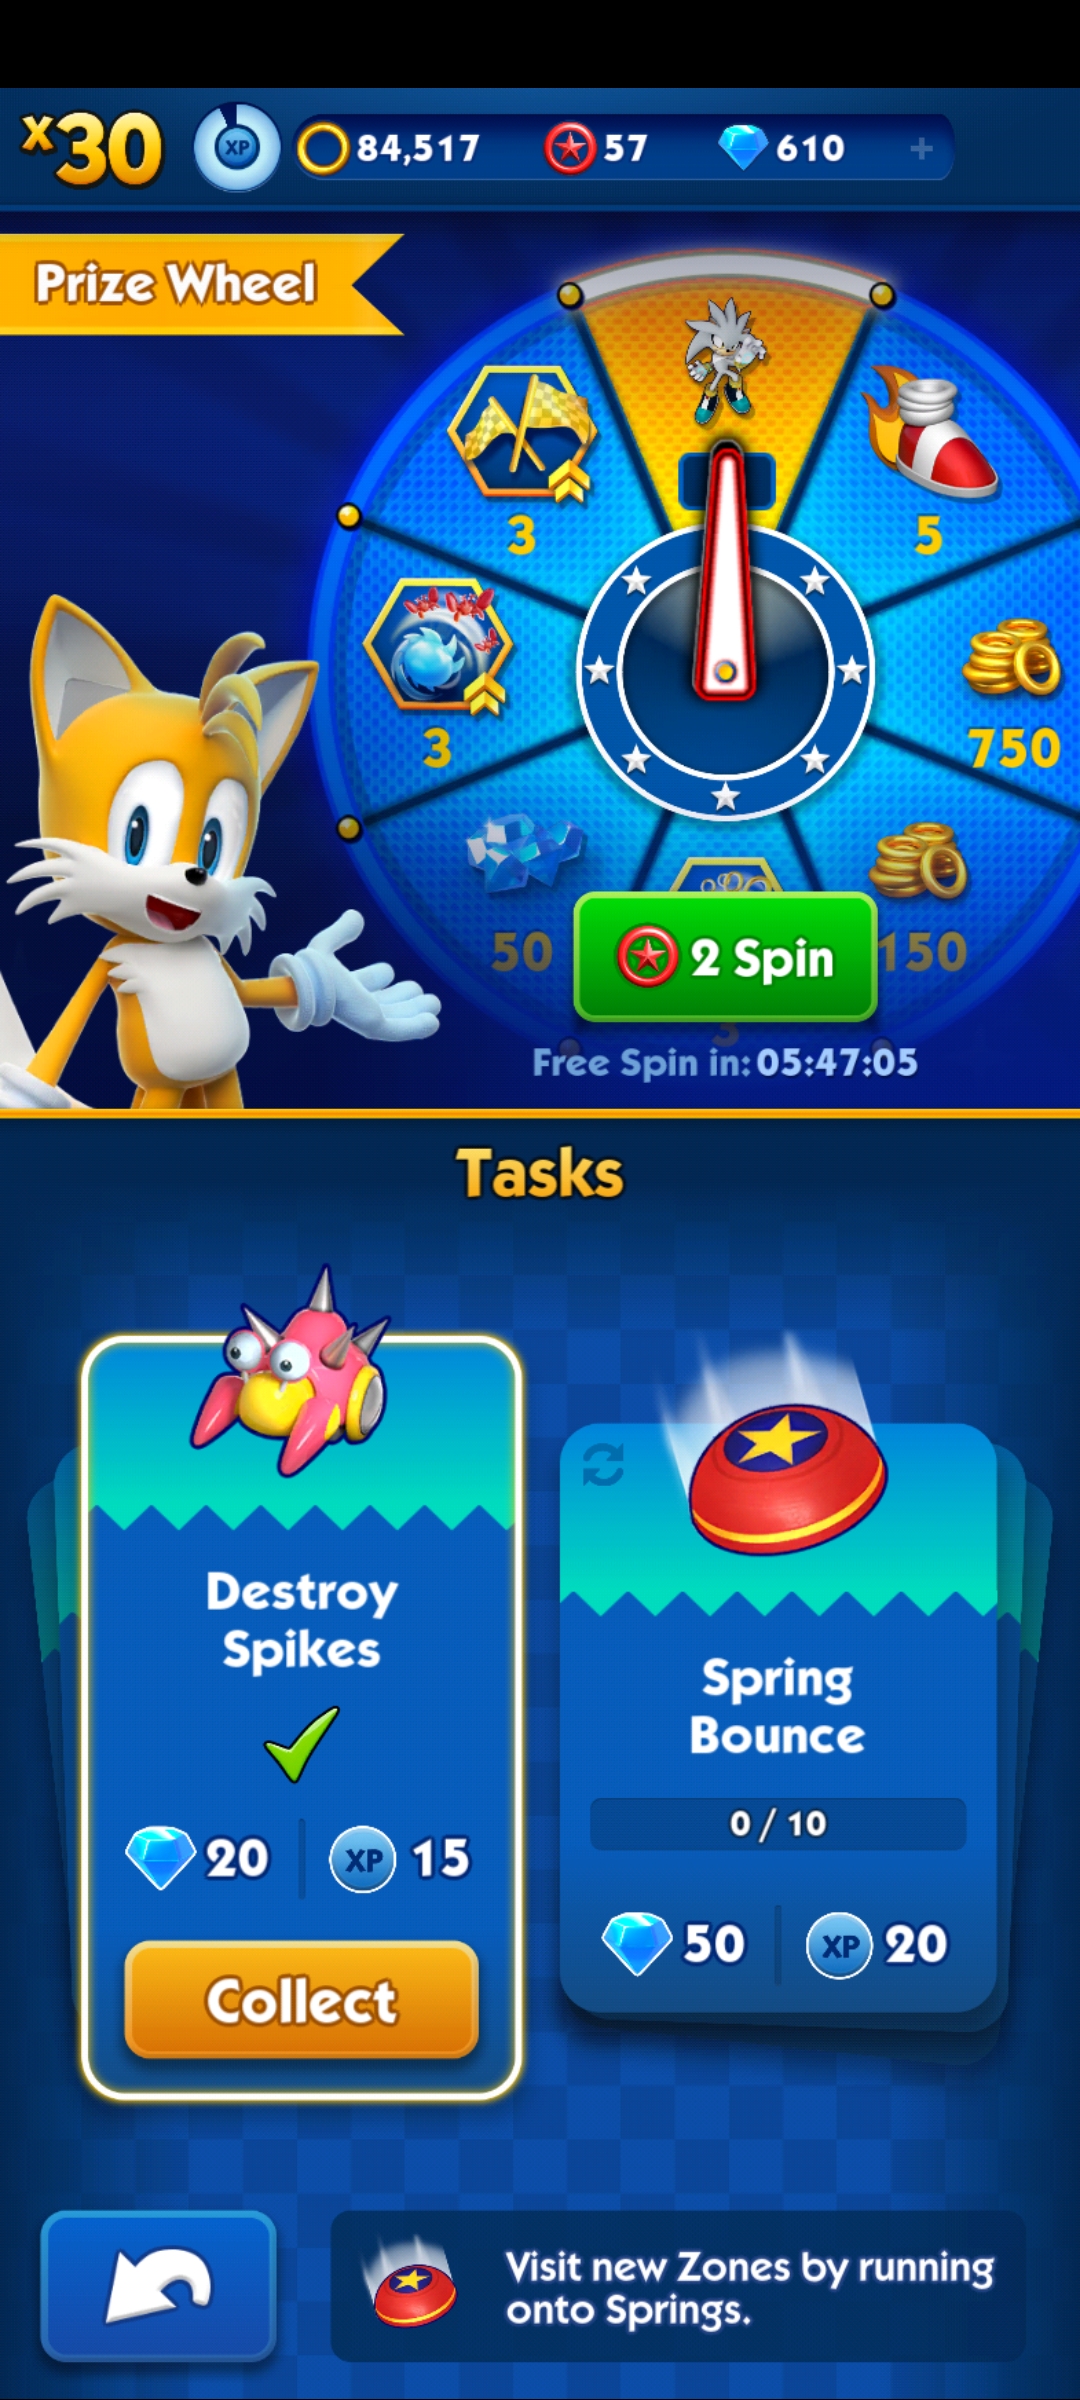 x30
XP
84,517
57
610
+
Prize Wheel
3
5
3
750
50
2 Spin
150
3
Free Spin in: 05:47:05
Tasks
Destroy
Spikes
20
XP
15
Collect
Spring
Bounce
0 / 10
50
XP
20
Visit new Zones by running
onto Springs.